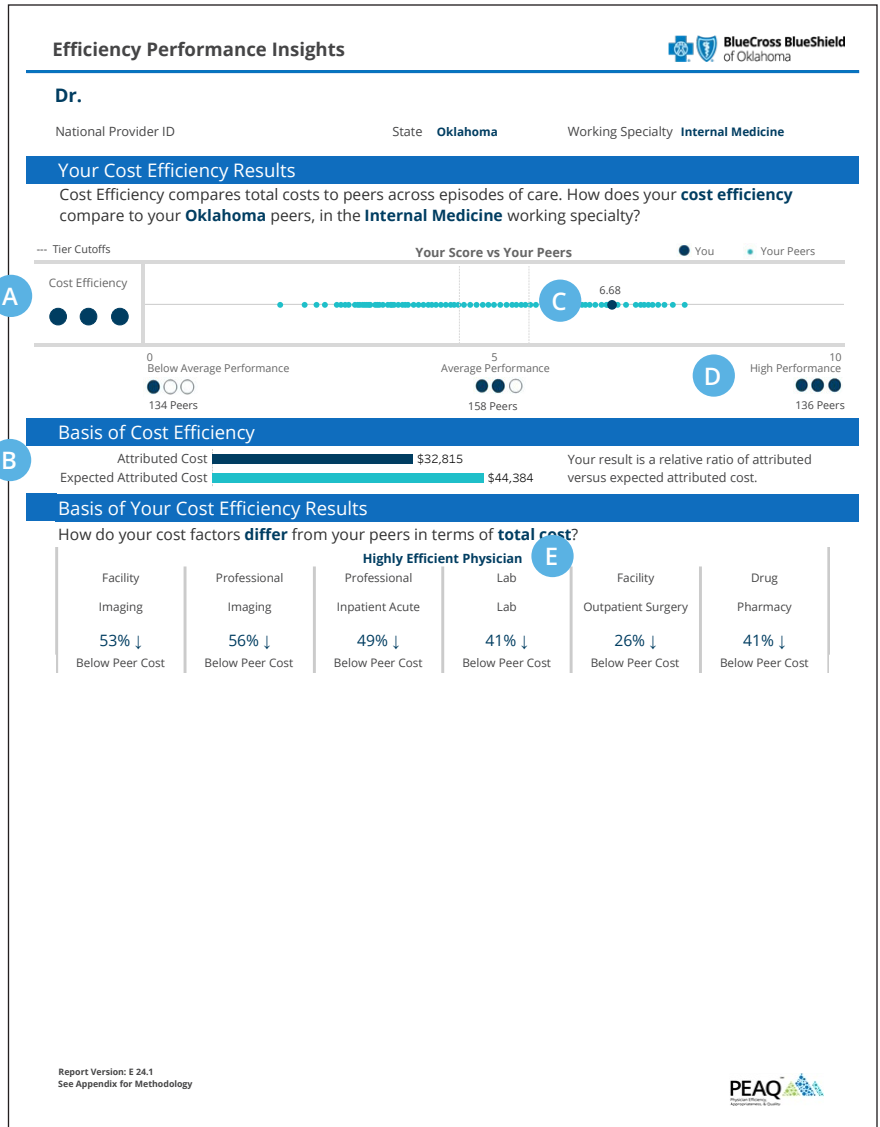 Efficiency Performance Insights
BlueCross BlueShield
of Oklahoma
Dr.
National Provider ID
State Oklahoma
Working Specialty Internal Medicine
Your Cost Efficiency Results
Cost Efficiency compares total costs to peers across episodes of care. How does your cost efficiency
compare to your Oklahoma peers, in the Internal Medicine working specialty?
--- Tier Cutoffs
Your Score vs Your Peers
You
Your Peers
A
Cost Efficiency
C
6.68
0
5
10
Below Average Performance
Average Performance
D
High Performance
134 Peers
158 Peers
136 Peers
Basis of Cost Efficiency
B
Attributed Cost
$32,815
Expected Attributed Cost
$44,384
Your result is a relative ratio of attributed
versus expected attributed cost.
Basis of Your Cost Efficiency Results
How do your cost factors differ from your peers in terms of total cost?
Highly Efficient Physician
E
Facility
Professional
Professional
Lab
Facility
Drug
Imaging
Imaging
Inpatient Acute
Lab
Outpatient Surgery
Pharmacy
53% ↓
56% ↓
49% ↓
41% ↓
26% ↓
41% ↓
Below Peer Cost
Below Peer Cost
Below Peer Cost
Below Peer Cost
Below Peer Cost
Below Peer Cost
Report Version: E 24.1
See Appendix for Methodology
PEAQ
Physician Efficiency,
Appropriateness, & Quality